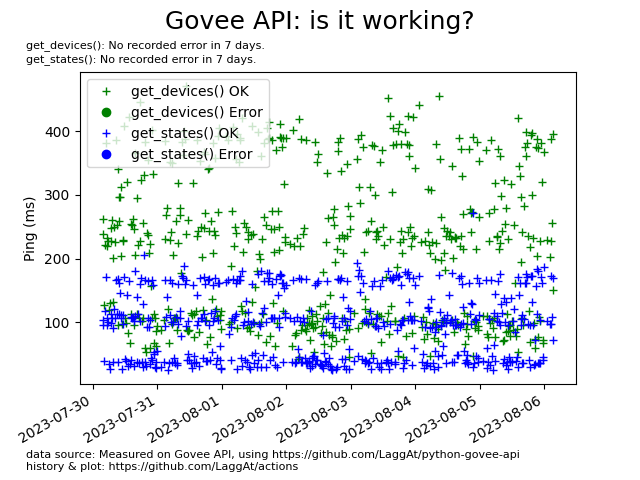 Govee API: is it working?
get_devices(): No recorded error in 7 days.
get_states(): No recorded error in 7 days.
get_devices() OK
get_devices() Error
get_states() OK
get_states() Error
Ping (ms)
400
300
200
100
2023-07-30
2023-07-31
2023-08-01
2023-08-02
2023-08-03
2023-08-04
2023-08-05
2023-08-06
data source: Measured on Govee API, using https://github.com/LaggAt/python-govee-api
history & plot: https://github.com/LaggAt/actions